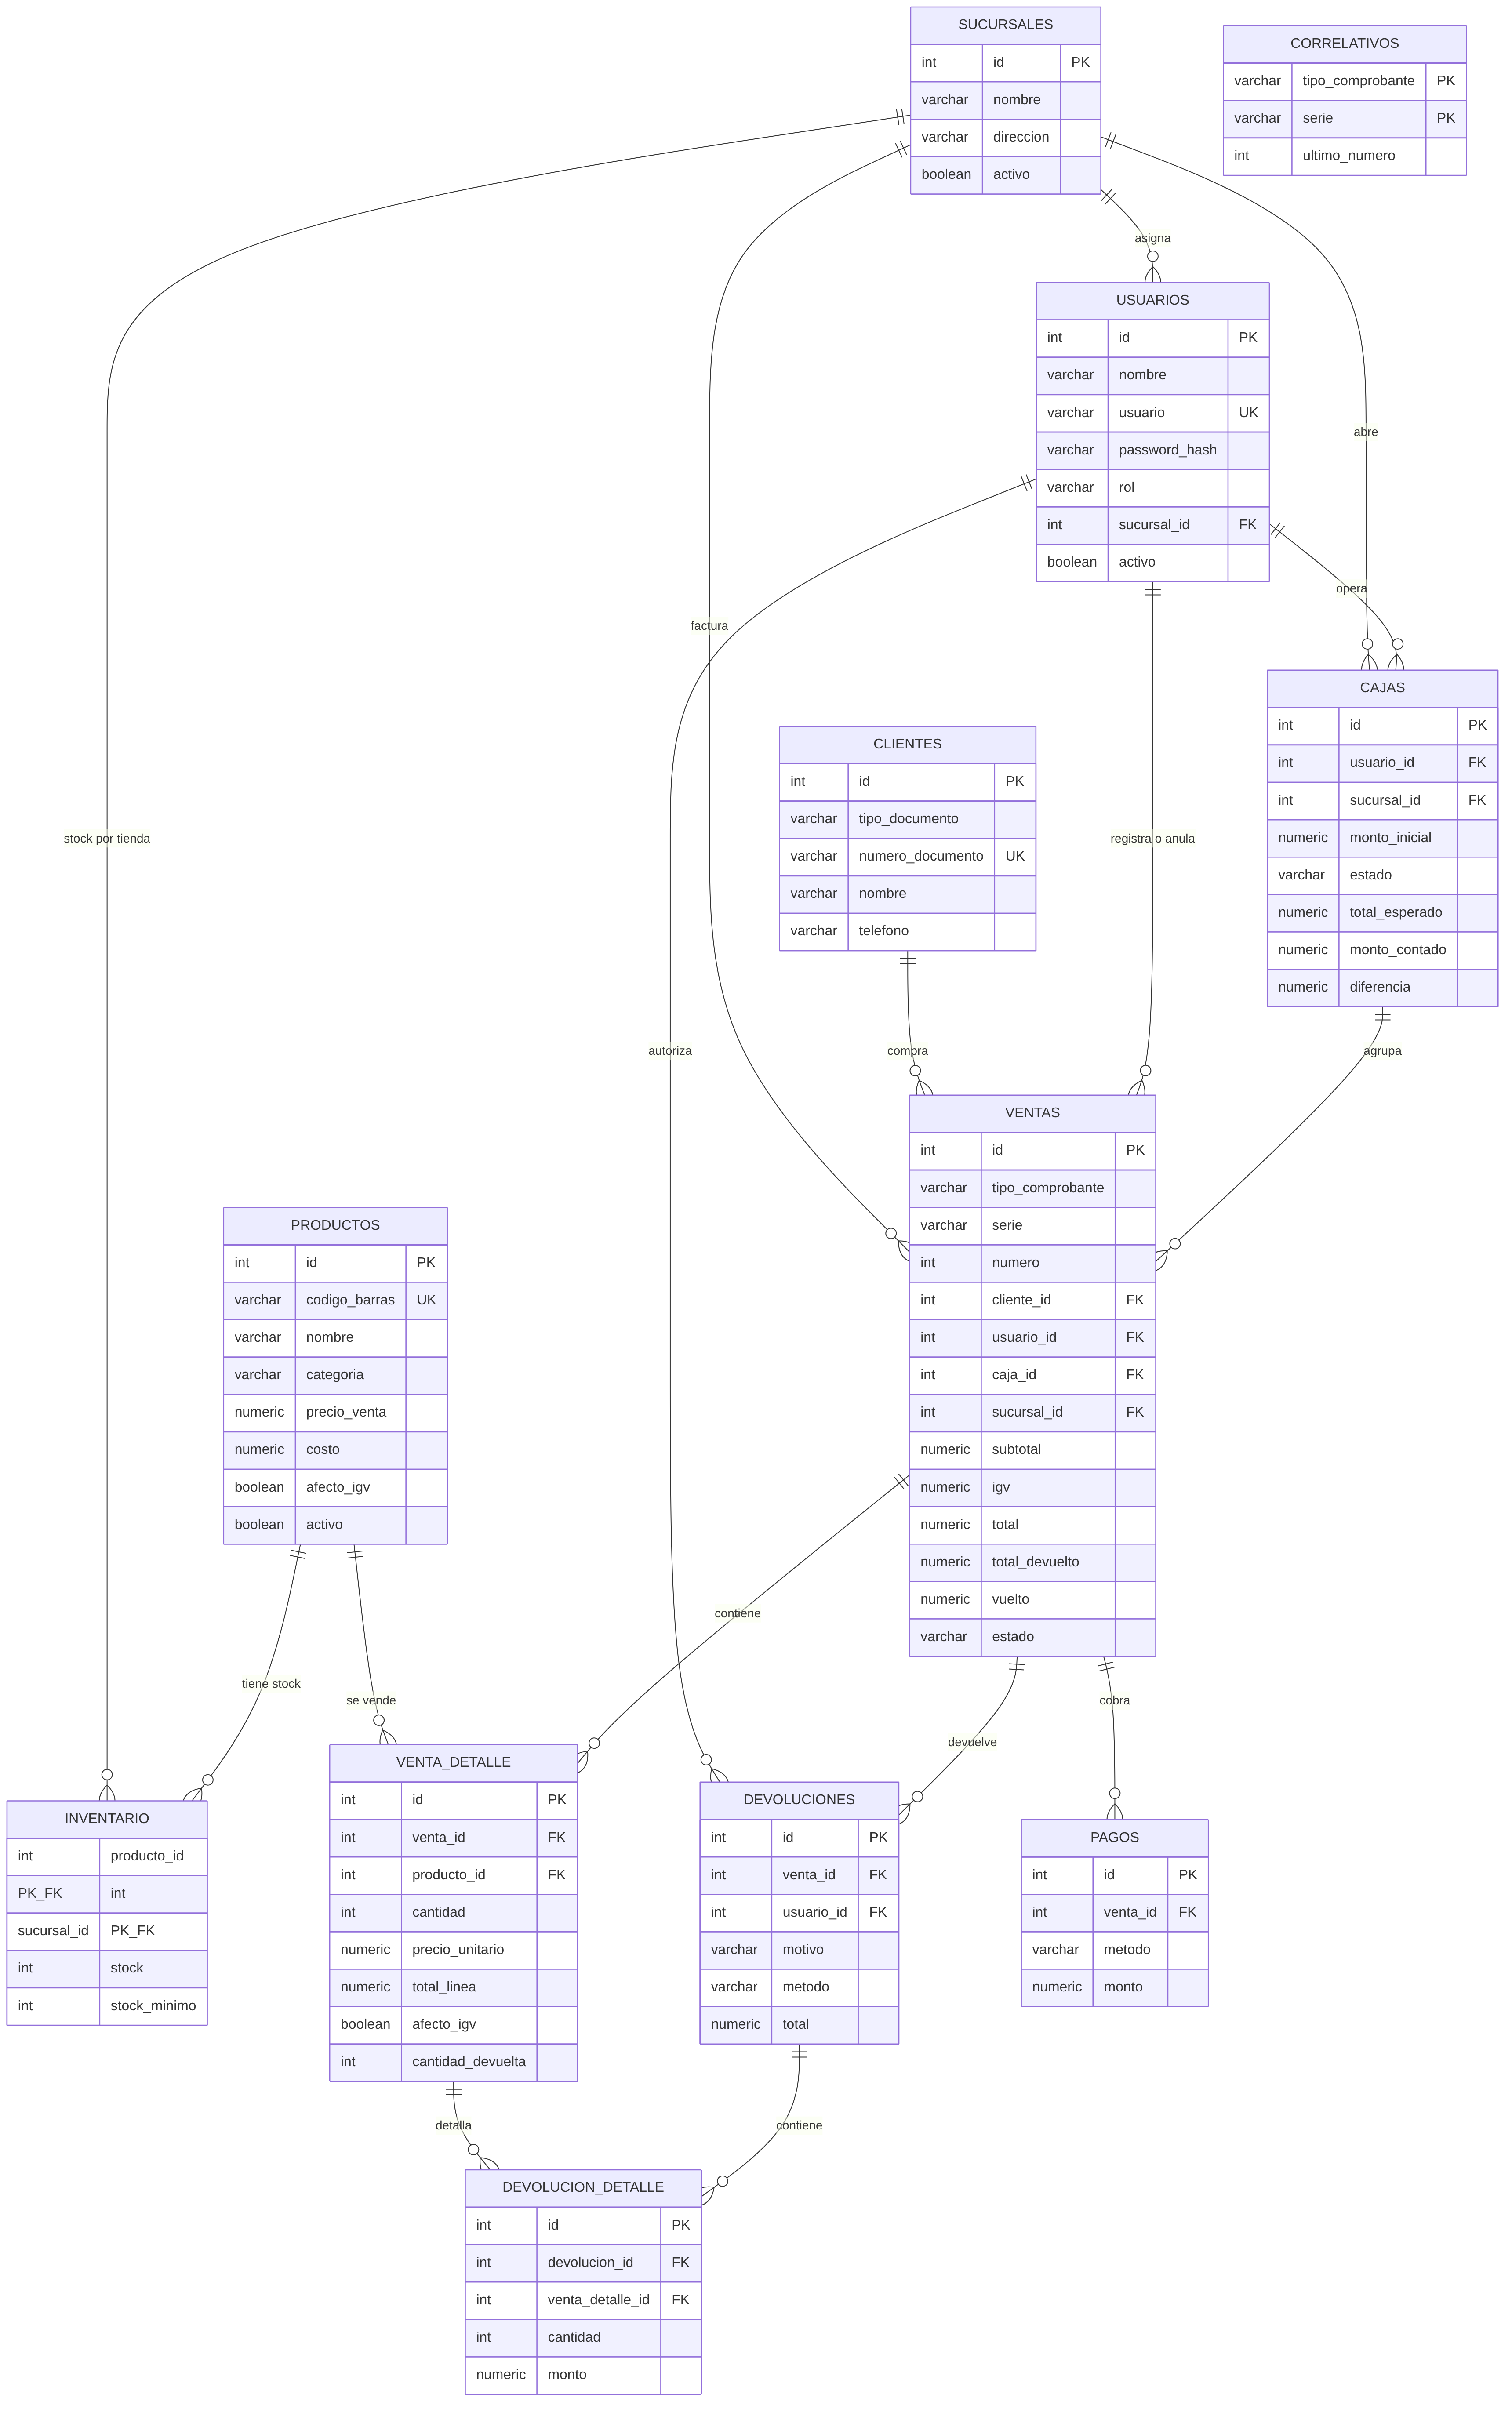 SUCURSALES
int id PK
varchar nombre
varchar direccion
boolean activo
CORRELATIVOS
varchar tipo_comprobante PK
varchar serie PK
int ultimo_numero
asigna
USUARIOS
int id PK
varchar nombre
varchar usuario UK
varchar password_hash
varchar rol
int sucursal_id FK
boolean activo
abre
opera
factura
CAJAS
int id PK
int usuario_id FK
int sucursal_id FK
numeric monto_inicial
varchar estado
numeric total_esperado
numeric monto_contado
numeric diferencia
CLIENTES
int id PK
varchar tipo_documento
varchar numero_documento UK
varchar nombre
varchar telefono
stock por tienda
registra o anula
autoriza
compra
agrupa
VENTAS
int id PK
varchar tipo_comprobante
varchar serie
int numero
int cliente_id FK
int usuario_id FK
int caja_id FK
int sucursal_id FK
numeric subtotal
numeric igv
numeric total
numeric total_devuelto
numeric vuelto
varchar estado
PRODUCTOS
int id PK
varchar codigo_barras UK
varchar nombre
varchar categoria
numeric precio_venta
numeric costo
boolean afecto_igv
boolean activo
contiene
tiene stock
se vende
devuelve
cobra
INVENTARIO
int producto_id
PK_FK int
sucursal_id PK_FK
int stock
int stock_minimo
VENTA_DETALLE
int id PK
int venta_id FK
int producto_id FK
int cantidad
numeric precio_unitario
numeric total_linea
boolean afecto_igv
int cantidad_devuelta
DEVOLUCIONES
int id PK
int venta_id FK
int usuario_id FK
varchar motivo
varchar metodo
numeric total
PAGOS
int id PK
int venta_id FK
varchar metodo
numeric monto
detalla
contiene
DEVOLUCION_DETALLE
int id PK
int devolucion_id FK
int venta_detalle_id FK
int cantidad
numeric monto